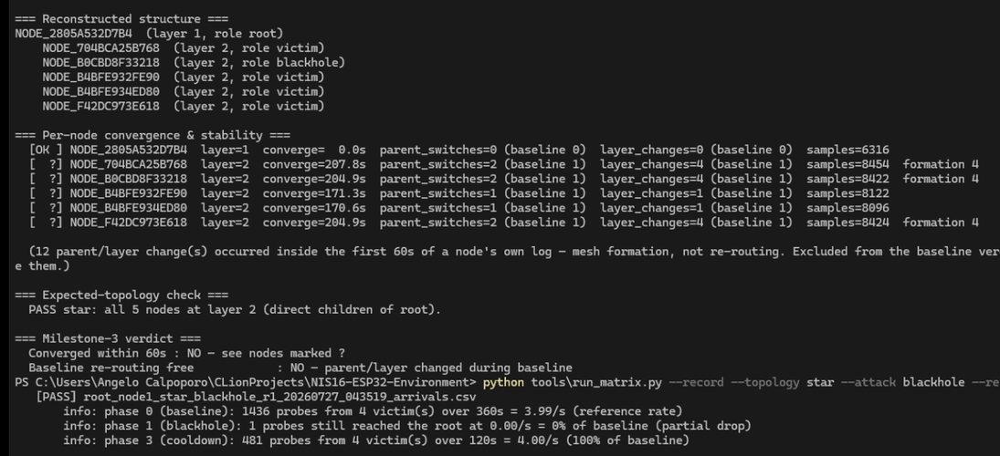 === Reconstructed structure ===
NODE_2805A532D7B4  (layer 1, role root)
    NODE_704BCA25B768  (layer 2, role victim)
    NODE_B0CBD8F33218  (layer 2, role blackhole)
    NODE_B4BFE932FE90  (layer 2, role victim)
    NODE_B4BFE934ED80  (layer 2, role victim)
    NODE_F42DC973E618  (layer 2, role victim)
=== Per-node convergence & stability ===
  [OK ] NODE_2805A532D7B4  layer=1  converge=  0.0s  parent_switches=0 (baseline 0)  layer_changes=0 (baseline 0)  samples=6316
  [  ?] NODE_704BCA25B768  layer=2  converge=207.8s  parent_switches=2 (baseline 1)  layer_changes=4 (baseline 1)  samples=8454  formation 4
  [  ?] NODE_B0CBD8F33218  layer=2  converge=204.9s  parent_switches=2 (baseline 1)  layer_changes=4 (baseline 1)  samples=8422  formation 4
  [  ?] NODE_B4BFE932FE90  layer=2  converge=171.3s  parent_switches=1 (baseline 1)  layer_changes=1 (baseline 1)  samples=8122
  [  ?] NODE_B4BFE934ED80  layer=2  converge=170.6s  parent_switches=1 (baseline 1)  layer_changes=1 (baseline 1)  samples=8096
  [  ?] NODE_F42DC973E618  layer=2  converge=204.9s  parent_switches=2 (baseline 1)  layer_changes=4 (baseline 1)  samples=8424  formation 4
  (12 parent/layer change(s) occurred inside the first 60s of a node's own log — mesh formation, not re-routing. Excluded from the baseline ver
e them.)
=== Expected-topology check ===
  PASS star: all 5 nodes at layer 2 (direct children of root).
=== Milestone-3 verdict ===
  Converged within 60s : NO — see nodes marked ?
  Baseline re-routing free         : NO — parent/layer changed during baseline
PS C:\Users\Angelo Calpoporo\CLionProjects\NIS16-ESP32-Environment> python tools\run_matrix.py --record --topology star --attack blackhole --re
   [PASS] root_node1_star_blackhole_r1_20260727_043519_arrivals.csv
       info: phase 0 (baseline): 1436 probes from 4 victim(s) over 360s = 3.99/s (reference rate)
       info: phase 1 (blackhole): 1 probes still reached the root at 0.00/s = 0% of baseline (partial drop)
       info: phase 3 (cooldown): 481 probes from 4 victim(s) over 120s = 4.00/s (100% of baseline)